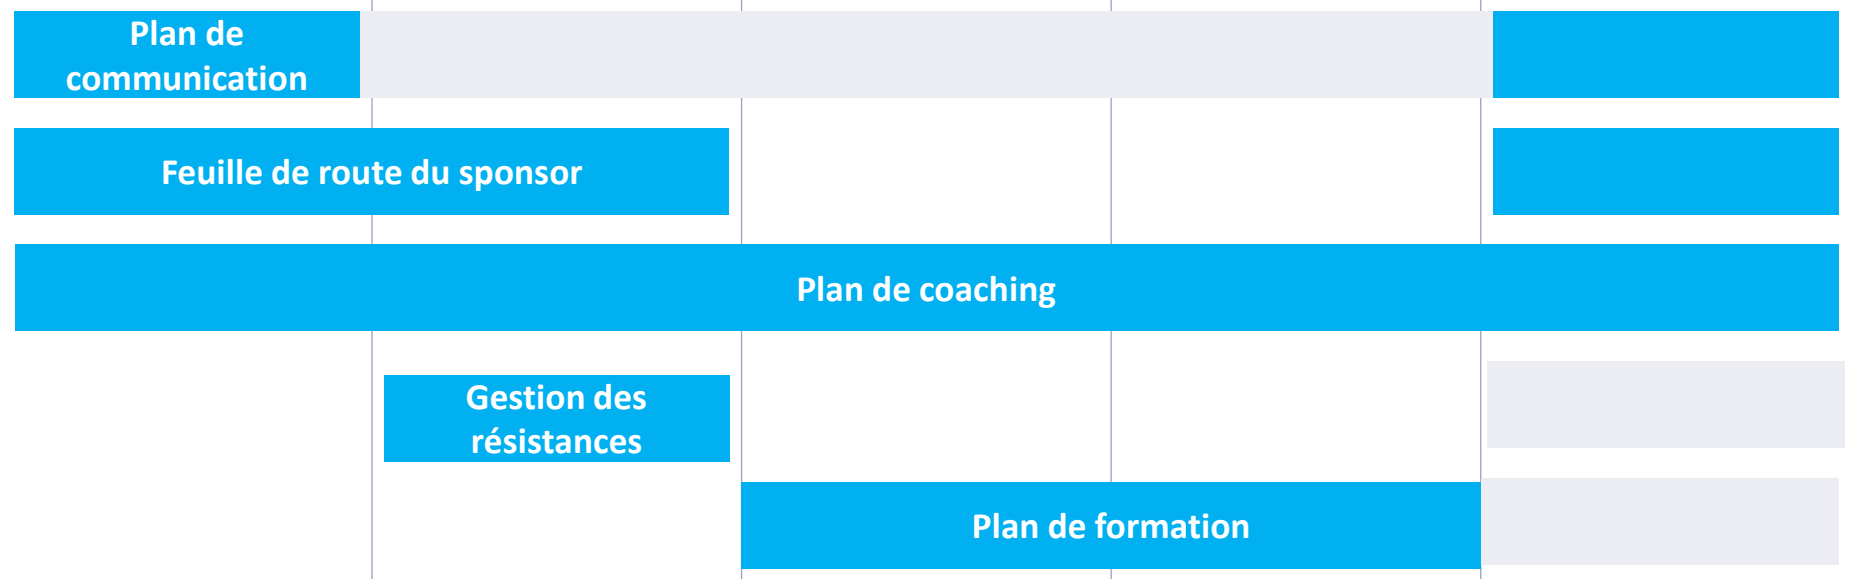 Plan de
communication
Feuille de route du sponsor
Plan de coaching
Gestion des
résistances
Plan de formation